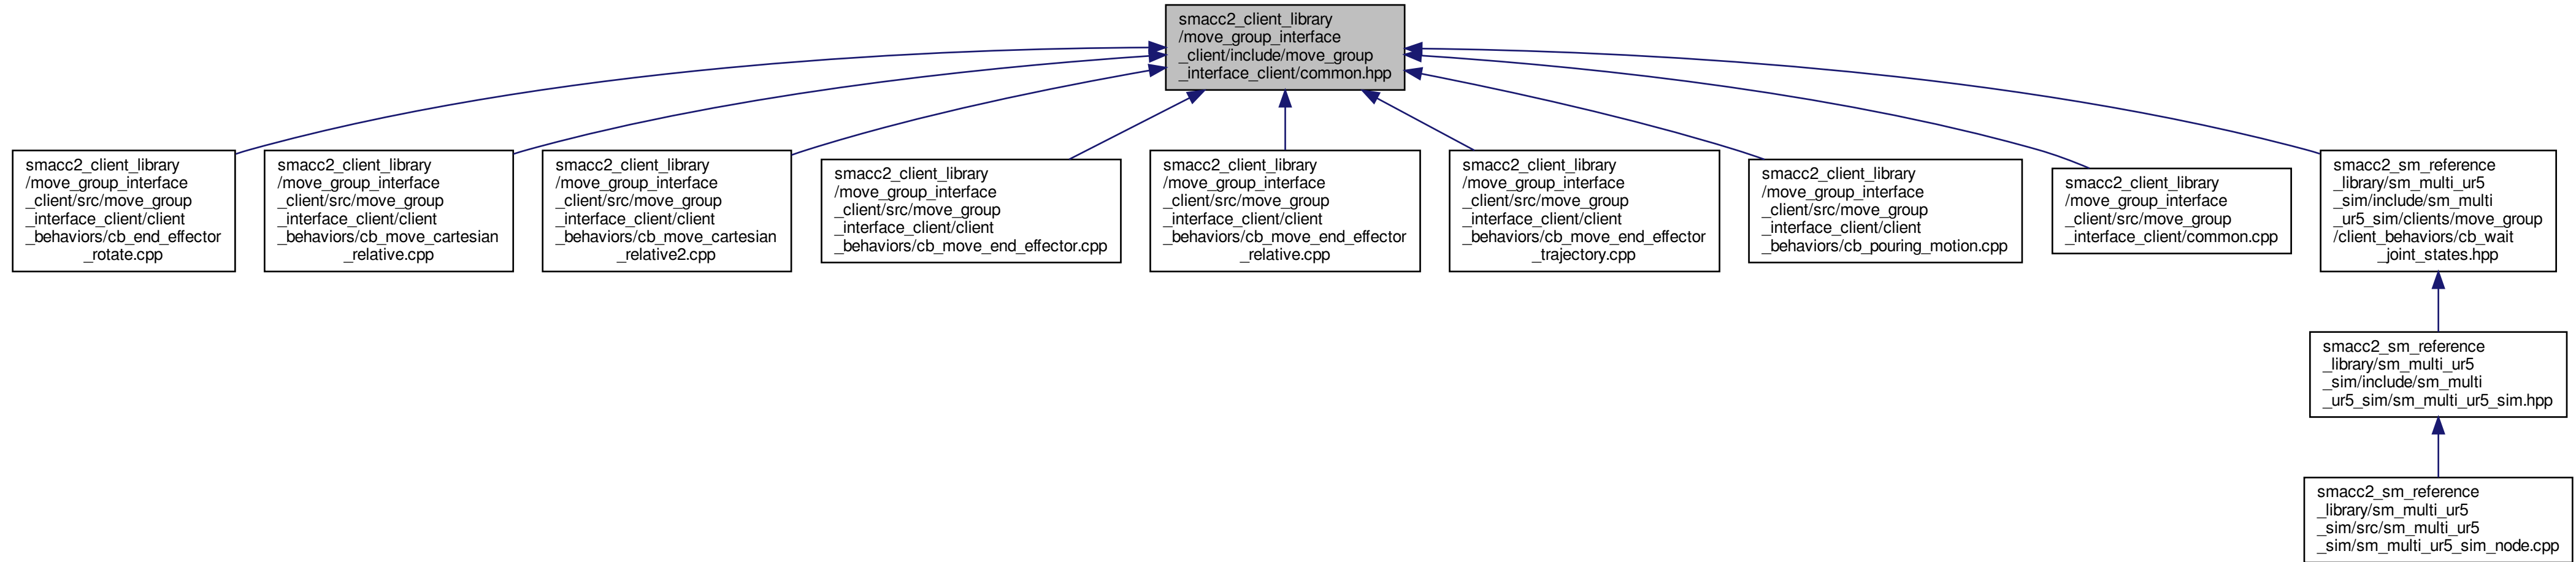 smacc2_client_library
/move_group_interface
_client/include/move_group
_interface_client/common.hpp
smacc2_client_library
/move_group_interface
_client/src/move_group
_interface_client/client
_behaviors/cb_end_effector
_rotate.cpp
smacc2_client_library
/move_group_interface
_client/src/move_group
_interface_client/client
_behaviors/cb_move_cartesian
_relative.cpp
smacc2_client_library
/move_group_interface
_client/src/move_group
_interface_client/client
_behaviors/cb_move_cartesian
_relative2.cpp
smacc2_client_library
/move_group_interface
_client/src/move_group
_interface_client/client
_behaviors/cb_move_end_effector.cpp
smacc2_client_library
/move_group_interface
_client/src/move_group
_interface_client/client
_behaviors/cb_move_end_effector
_relative.cpp
smacc2_client_library
/move_group_interface
_client/src/move_group
_interface_client/client
_behaviors/cb_move_end_effector
_trajectory.cpp
smacc2_client_library
/move_group_interface
_client/src/move_group
_interface_client/client
_behaviors/cb_pouring_motion.cpp
smacc2_client_library
/move_group_interface
_client/src/move_group
_interface_client/common.cpp
smacc2_sm_reference
_library/sm_multi_ur5
_sim/include/sm_multi
_ur5_sim/clients/move_group
/client_behaviors/cb_wait
_joint_states.hpp
smacc2_sm_reference
_library/sm_multi_ur5
_sim/include/sm_multi
_ur5_sim/sm_multi_ur5_sim.hpp
smacc2_sm_reference
_library/sm_multi_ur5
_sim/src/sm_multi_ur5
_sim/sm_multi_ur5_sim_node.cpp